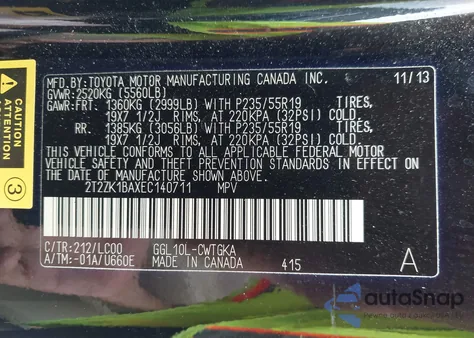 MFD.BY:TOYOTA MOTOR MANUFACTURING CANADA INC. 11/13
GVWR:2520KG (5560LB)
GAWR:FRT. 1360KG (2999LB) WITH P235/55R19 TIRES,
19X7 1/2J RIMS, AT 220KPA (32PSI) COLD.
RR. 1385KG (3056LB) WITH P235/55R19 TIRES,
19X7 1/2J RIMS, AT 220KPA (32PSI) COLD.
THIS VEHICLE CONFORMS TO ALL APPLICABLE FEDERAL MOTOR
VEHICLE SAFETY AND THEFT PREVENTION STANDARDS IN EFFECT ON
THE DATE OF MANUFACTURE SHOWN ABOVE.
2T2ZK1BAXEC140711 MPV
C/TR:212/LC00 GGL10L-CWTGKA
A/TM:-01A/U660E MADE IN CANADA 415 A
3
autoSnap